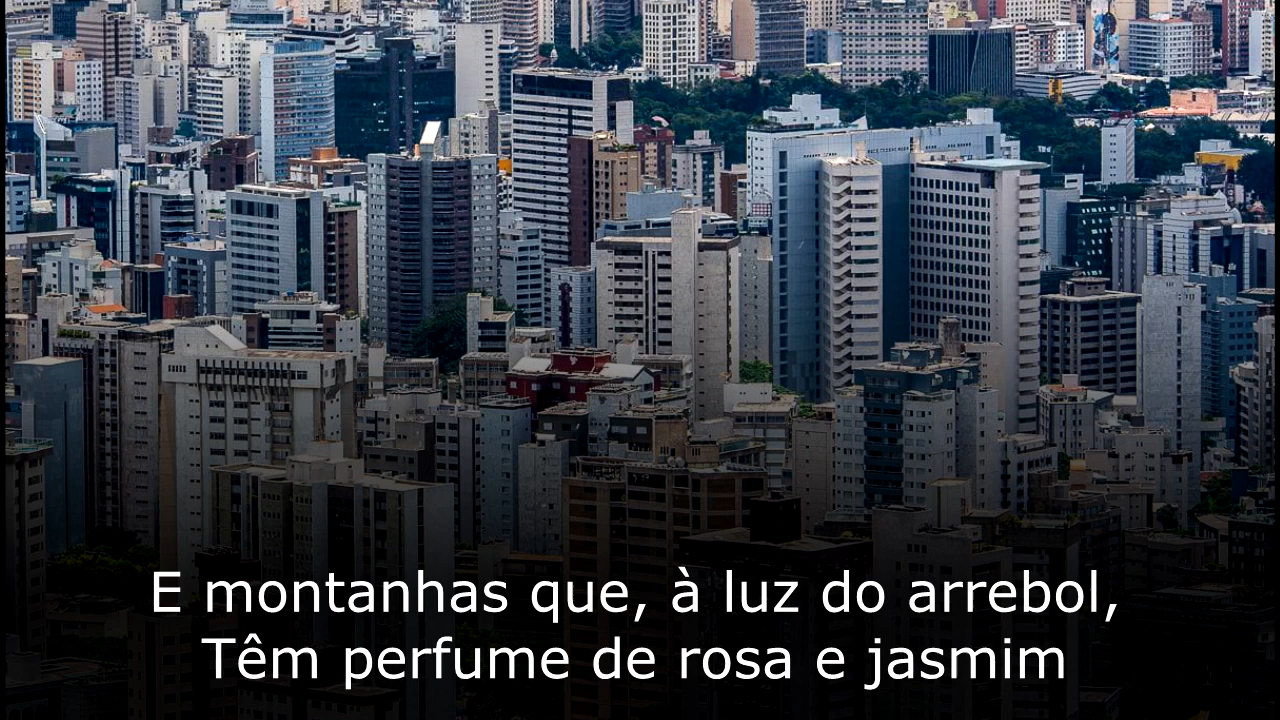 E montanhas que, à luz do arrebol,
Têm perfume de rosa e jasmim